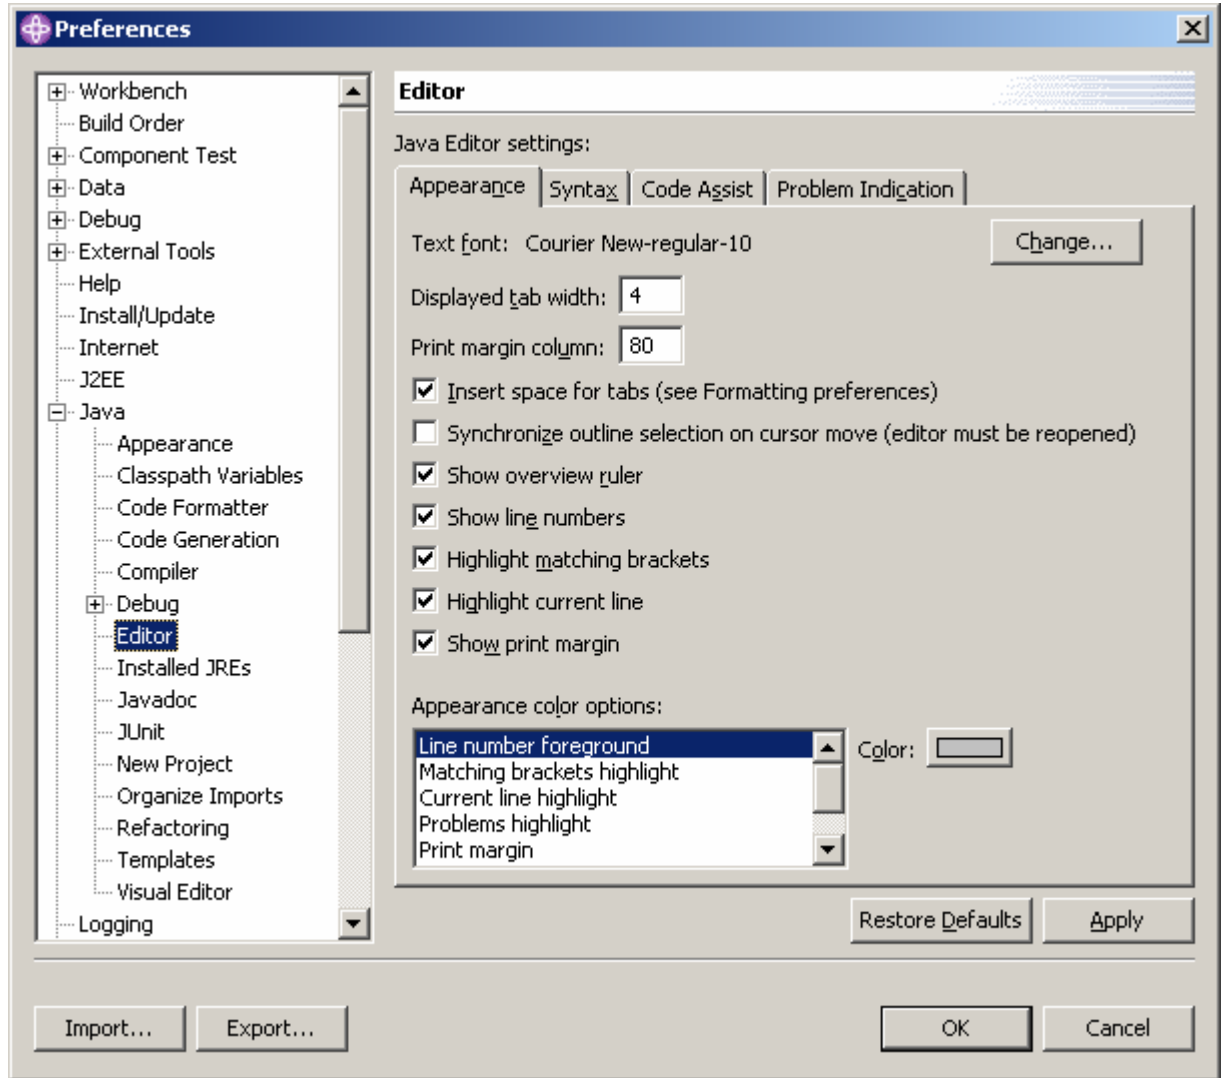 Preferences
Workbench
Build Order
Component Test
Data
Debug
External Tools
Help
Install/Update
Internet
J2EE
Java
Appearance
Classpath Variables
Code Formatter
Code Generation
Compiler
Debug
Editor
Installed JREs
Javadoc
JUnit
New Project
Organize Imports
Refactoring
Templates
Visual Editor
Logging
Editor
Java Editor settings:
Appearance Syntax Code Assist Problem Indication
Text font: Courier New-regular-10 Change...
Displayed tab width: 4
Print margin column: 80
Insert space for tabs (see Formatting preferences)
Synchronize outline selection on cursor move (editor must be reopened)
Show overview ruler
Show line numbers
Highlight matching brackets
Highlight current line
Show print margin
Appearance color options:
Line number foreground
Matching brackets highlight
Current line highlight
Problems highlight
Print margin
Color:
Restore Defaults Apply
Import... Export... OK Cancel